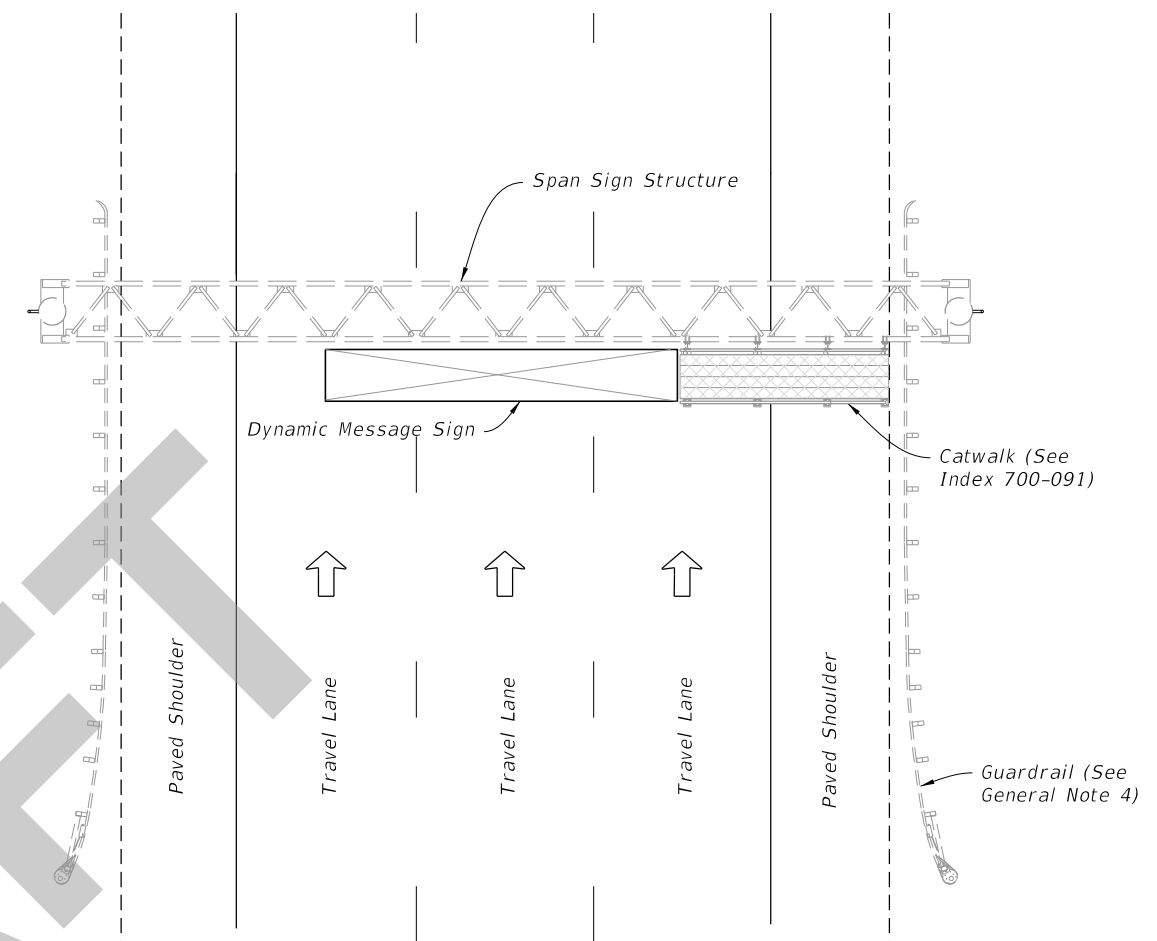 Span Sign Structure
Dynamic Message Sign
Catwalk (See
Index 700-091)
Paved Shoulder
Travel Lane
Travel Lane
Travel Lane
Paved Shoulder
Guardrail (See
General Note 4)